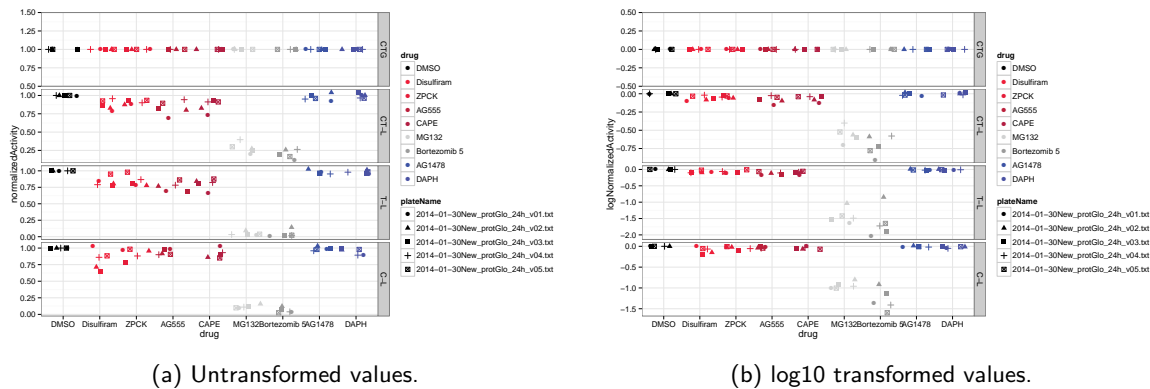 1.50
1.25
1.00
0.75
0.50
CTG
1.00
0.75
0.50
0.25
CT−L
1.00
0.75
0.50
0.25
0.00
T−L
1.00
0.75
0.50
0.25
0.00
C−L
normalizedActivity
DMSO Disulfiram ZPCK AG555 CAPE MG132 Bortezomib 5 AG1478 DAPH
drug
drug
DMSO
Disulfiram
ZPCK
AG555
CAPE
MG132
Bortezomib 5
AG1478
DAPH
plateName
2014−01−30New_protGlo_24h_v01.txt
2014−01−30New_protGlo_24h_v02.txt
2014−01−30New_protGlo_24h_v03.txt
2014−01−30New_protGlo_24h_v04.txt
2014−01−30New_protGlo_24h_v05.txt
(a) Untransformed values.
0.50
0.25
0.00
−0.25
−0.50
CTG
0.00
−0.25
−0.50
−0.75
CT−L
0.0
−0.5
−1.0
−1.5
−2.0
T−L
0.0
−0.5
−1.0
−1.5
C−L
logNormalizedActivity
DMSO Disulfiram ZPCK AG555 CAPE MG132 Bortezomib 5 AG1478 DAPH
drug
drug
DMSO
Disulfiram
ZPCK
AG555
CAPE
MG132
Bortezomib 5
AG1478
DAPH
plateName
2014−01−30New_protGlo_24h_v01.txt
2014−01−30New_protGlo_24h_v02.txt
2014−01−30New_protGlo_24h_v03.txt
2014−01−30New_protGlo_24h_v04.txt
2014−01−30New_protGlo_24h_v05.txt
(b) log10 transformed values.